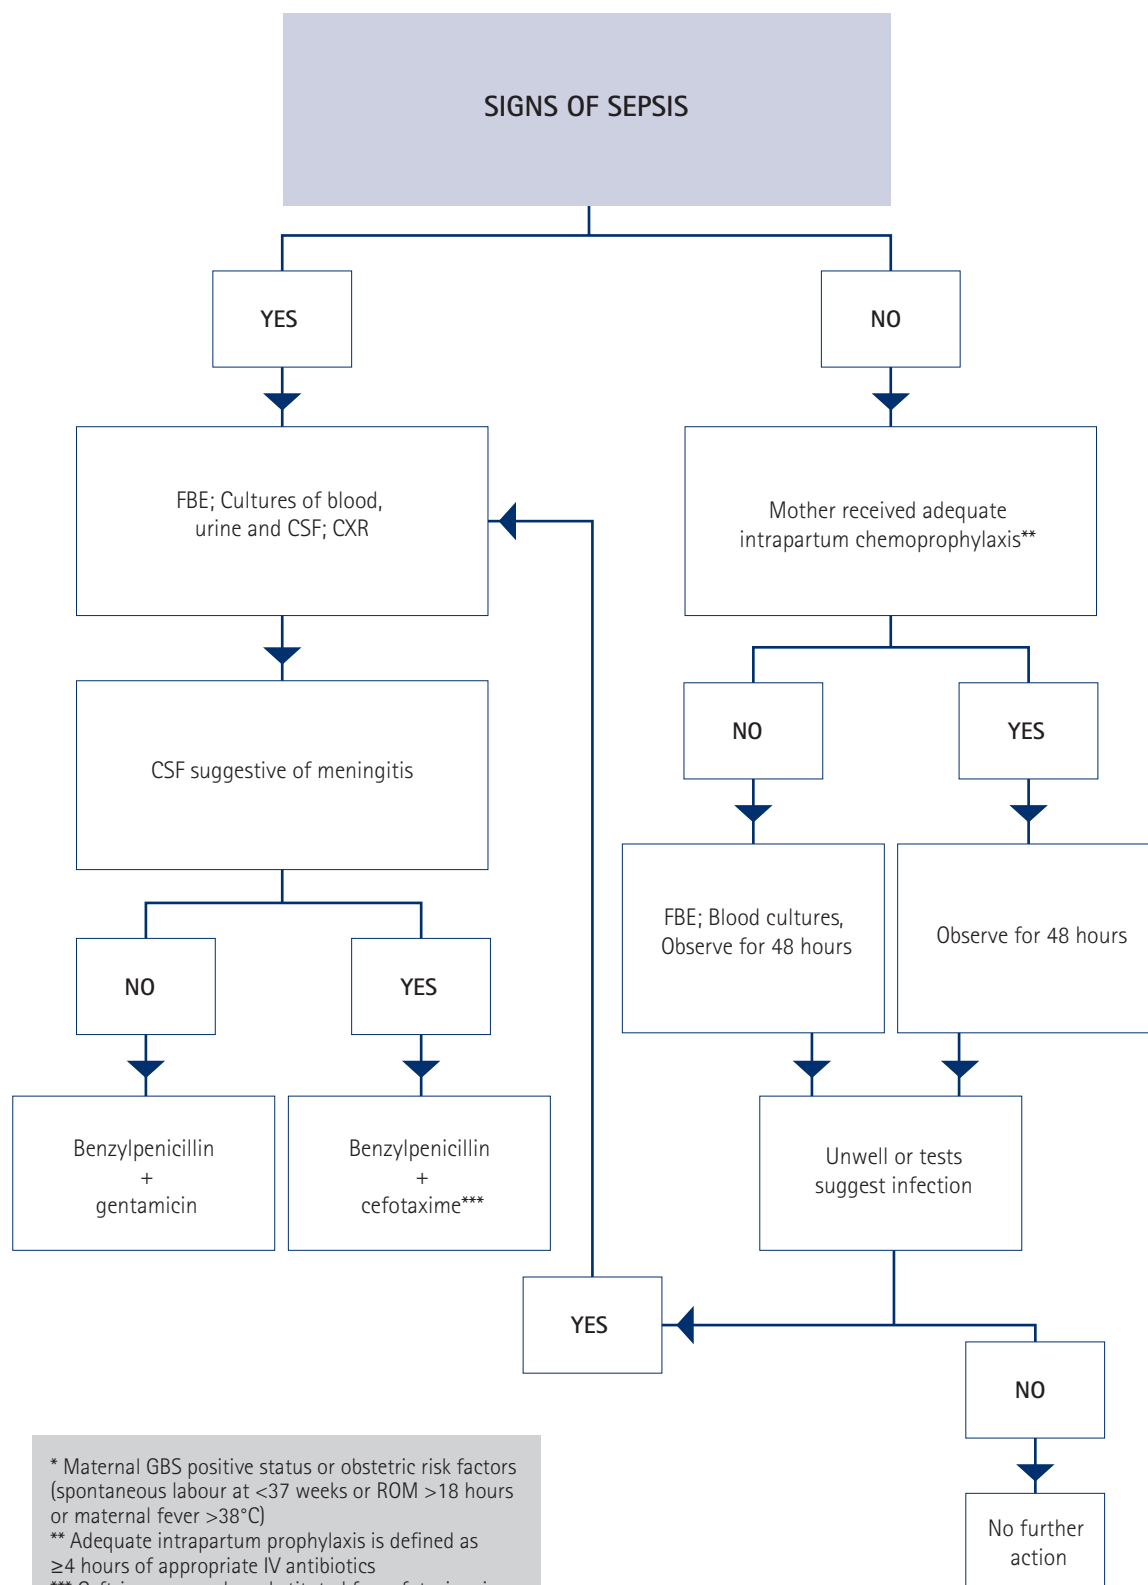 SIGNS OF SEPSIS
YES
NO
FBE; Cultures of blood,
urine and CSF; CXR
Mother received adequate
intrapartum chemoprophylaxis**
CSF suggestive of meningitis
NO
YES
FBE; Blood cultures,
Observe for 48 hours
Observe for 48 hours
NO
YES
Benzylpenicillin
+
gentamicin
Benzylpenicillin
+
cefotaxime***
Unwell or tests
suggest infection
YES
NO
No further
action
* Maternal GBS positive status or obstetric risk factors
(spontaneous labour at <37 weeks or ROM >18 hours
or maternal fever >38°C)
** Adequate intrapartum prophylaxis is defined as
≥4 hours of appropriate IV antibiotics